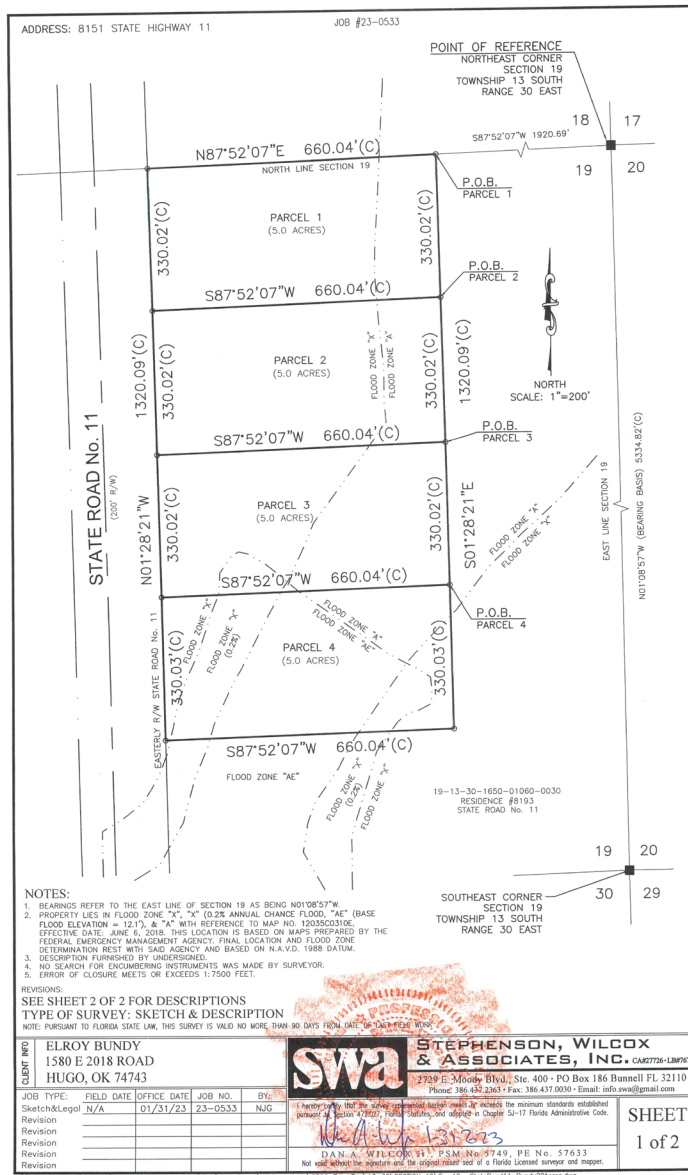 ADDRESS: 8151 STATE HIGHWAY 11
JOB #23-0533
POINT OF REFERENCE
NORTHEAST CORNER
SECTION 19
TOWNSHIP 13 SOUTH
RANGE 30 EAST
18 17
S87°52'07"W 1920.69'
19 20
N87°52'07"E 660.04'(C)
NORTH LINE SECTION 19
P.O.B.
PARCEL 1
330.02'(C)
PARCEL 1
(5.0 ACRES)
330.02'(C)
S87°52'07"W 660.04'(C)
P.O.B.
PARCEL 2
1320.09'(C)
330.02'(C)
PARCEL 2
(5.0 ACRES)
FLOOD ZONE "X"
FLOOD ZONE "A"
330.02'(C)
1320.09'(C)
NORTH
SCALE: 1"=200'
S87°52'07"W 660.04'(C)
P.O.B.
PARCEL 3
STATE ROAD No. 11
(200' R/W)
N01°28'21"W
330.02'(C)
PARCEL 3
(5.0 ACRES)
330.02'(C)
S01°28'21"E
FLOOD ZONE "A"
FLOOD ZONE "X"
EAST LINE SECTION 19
N01°08'57"W (BEARING BASIS) 5334.82'(C)
S87°52'07"W 660.04'(C)
P.O.B.
PARCEL 4
EASTERLY R/W STATE ROAD No. 11
330.03'(C)
FLOOD ZONE "X"
FLOOD ZONE "X"
(0.2%)
FLOOD ZONE "A"
FLOOD ZONE "AE"
PARCEL 4
(5.0 ACRES)
330.03'(C)
S87°52'07"W 660.04'(C)
FLOOD ZONE "AE"
FLOOD ZONE "X"
(0.2%)
FLOOD ZONE "X"
19-13-30-1650-01060-0030
RESIDENCE #8193
STATE ROAD No. 11
19 20
30 29
SOUTHEAST CORNER
SECTION 19
TOWNSHIP 13 SOUTH
RANGE 30 EAST
NOTES:
1. BEARINGS REFER TO THE EAST LINE OF SECTION 19 AS BEING N01°08'57"W.
2. PROPERTY LIES IN FLOOD ZONE "X", "X" (0.2% ANNUAL CHANCE FLOOD, "AE" (BASE
FLOOD ELEVATION = 12.1'), & "A" WITH REFERENCE TO MAP NO. 12035C0310E,
EFFECTIVE DATE: JUNE 6, 2018. THIS LOCATION IS BASED ON MAPS PREPARED BY THE
FEDERAL EMERGENCY MANAGEMENT AGENCY. FINAL LOCATION AND FLOOD ZONE
DETERMINATION REST WITH SAID AGENCY AND BASED ON N.A.V.D. 1988 DATUM.
3. DESCRIPTION FURNISHED BY UNDERSIGNED.
4. NO SEARCH FOR ENCUMBERING INSTRUMENTS WAS MADE BY SURVEYOR.
5. ERROR OF CLOSURE MEETS OR EXCEEDS 1:7500 FEET.
REVISIONS:
SEE SHEET 2 OF 2 FOR DESCRIPTIONS
TYPE OF SURVEY: SKETCH & DESCRIPTION
NOTE: PURSUANT TO FLORIDA STATE LAW, THIS SURVEY IS VALID NO MORE THAN 90 DAYS FROM DATE OF LAST FIELD WORK
CLIENT INFO
ELROY BUNDY
1580 E 2018 ROAD
HUGO, OK 74743
swa
STEPHENSON, WILCOX
& ASSOCIATES, INC.
2729 E. Moody Blvd., Ste. 400 • PO Box 186 Bunnell FL 32110
Phone: 386.437.2363 • Fax: 386.437.0030 • Email: info.swa@gmail.com
JOB TYPE: FIELD DATE OFFICE DATE JOB NO. BY:
Sketch&Legal N/A 01/31/23 23-0533 NJG
Revision
Revision
Revision
Revision
I hereby certify that the survey represented hereon meets or exceeds the minimum standards established
pursuant to Section 472.027, Florida Statutes, and adopted in Chapter 5J-17 Florida Administrative Code.
DAN A. WILCOX II, PSM No 5749, PE No. 57633
Not valid without the signature and the original raised seal of a Florida Licensed surveyor and mapper.
SHEET
1 of 2